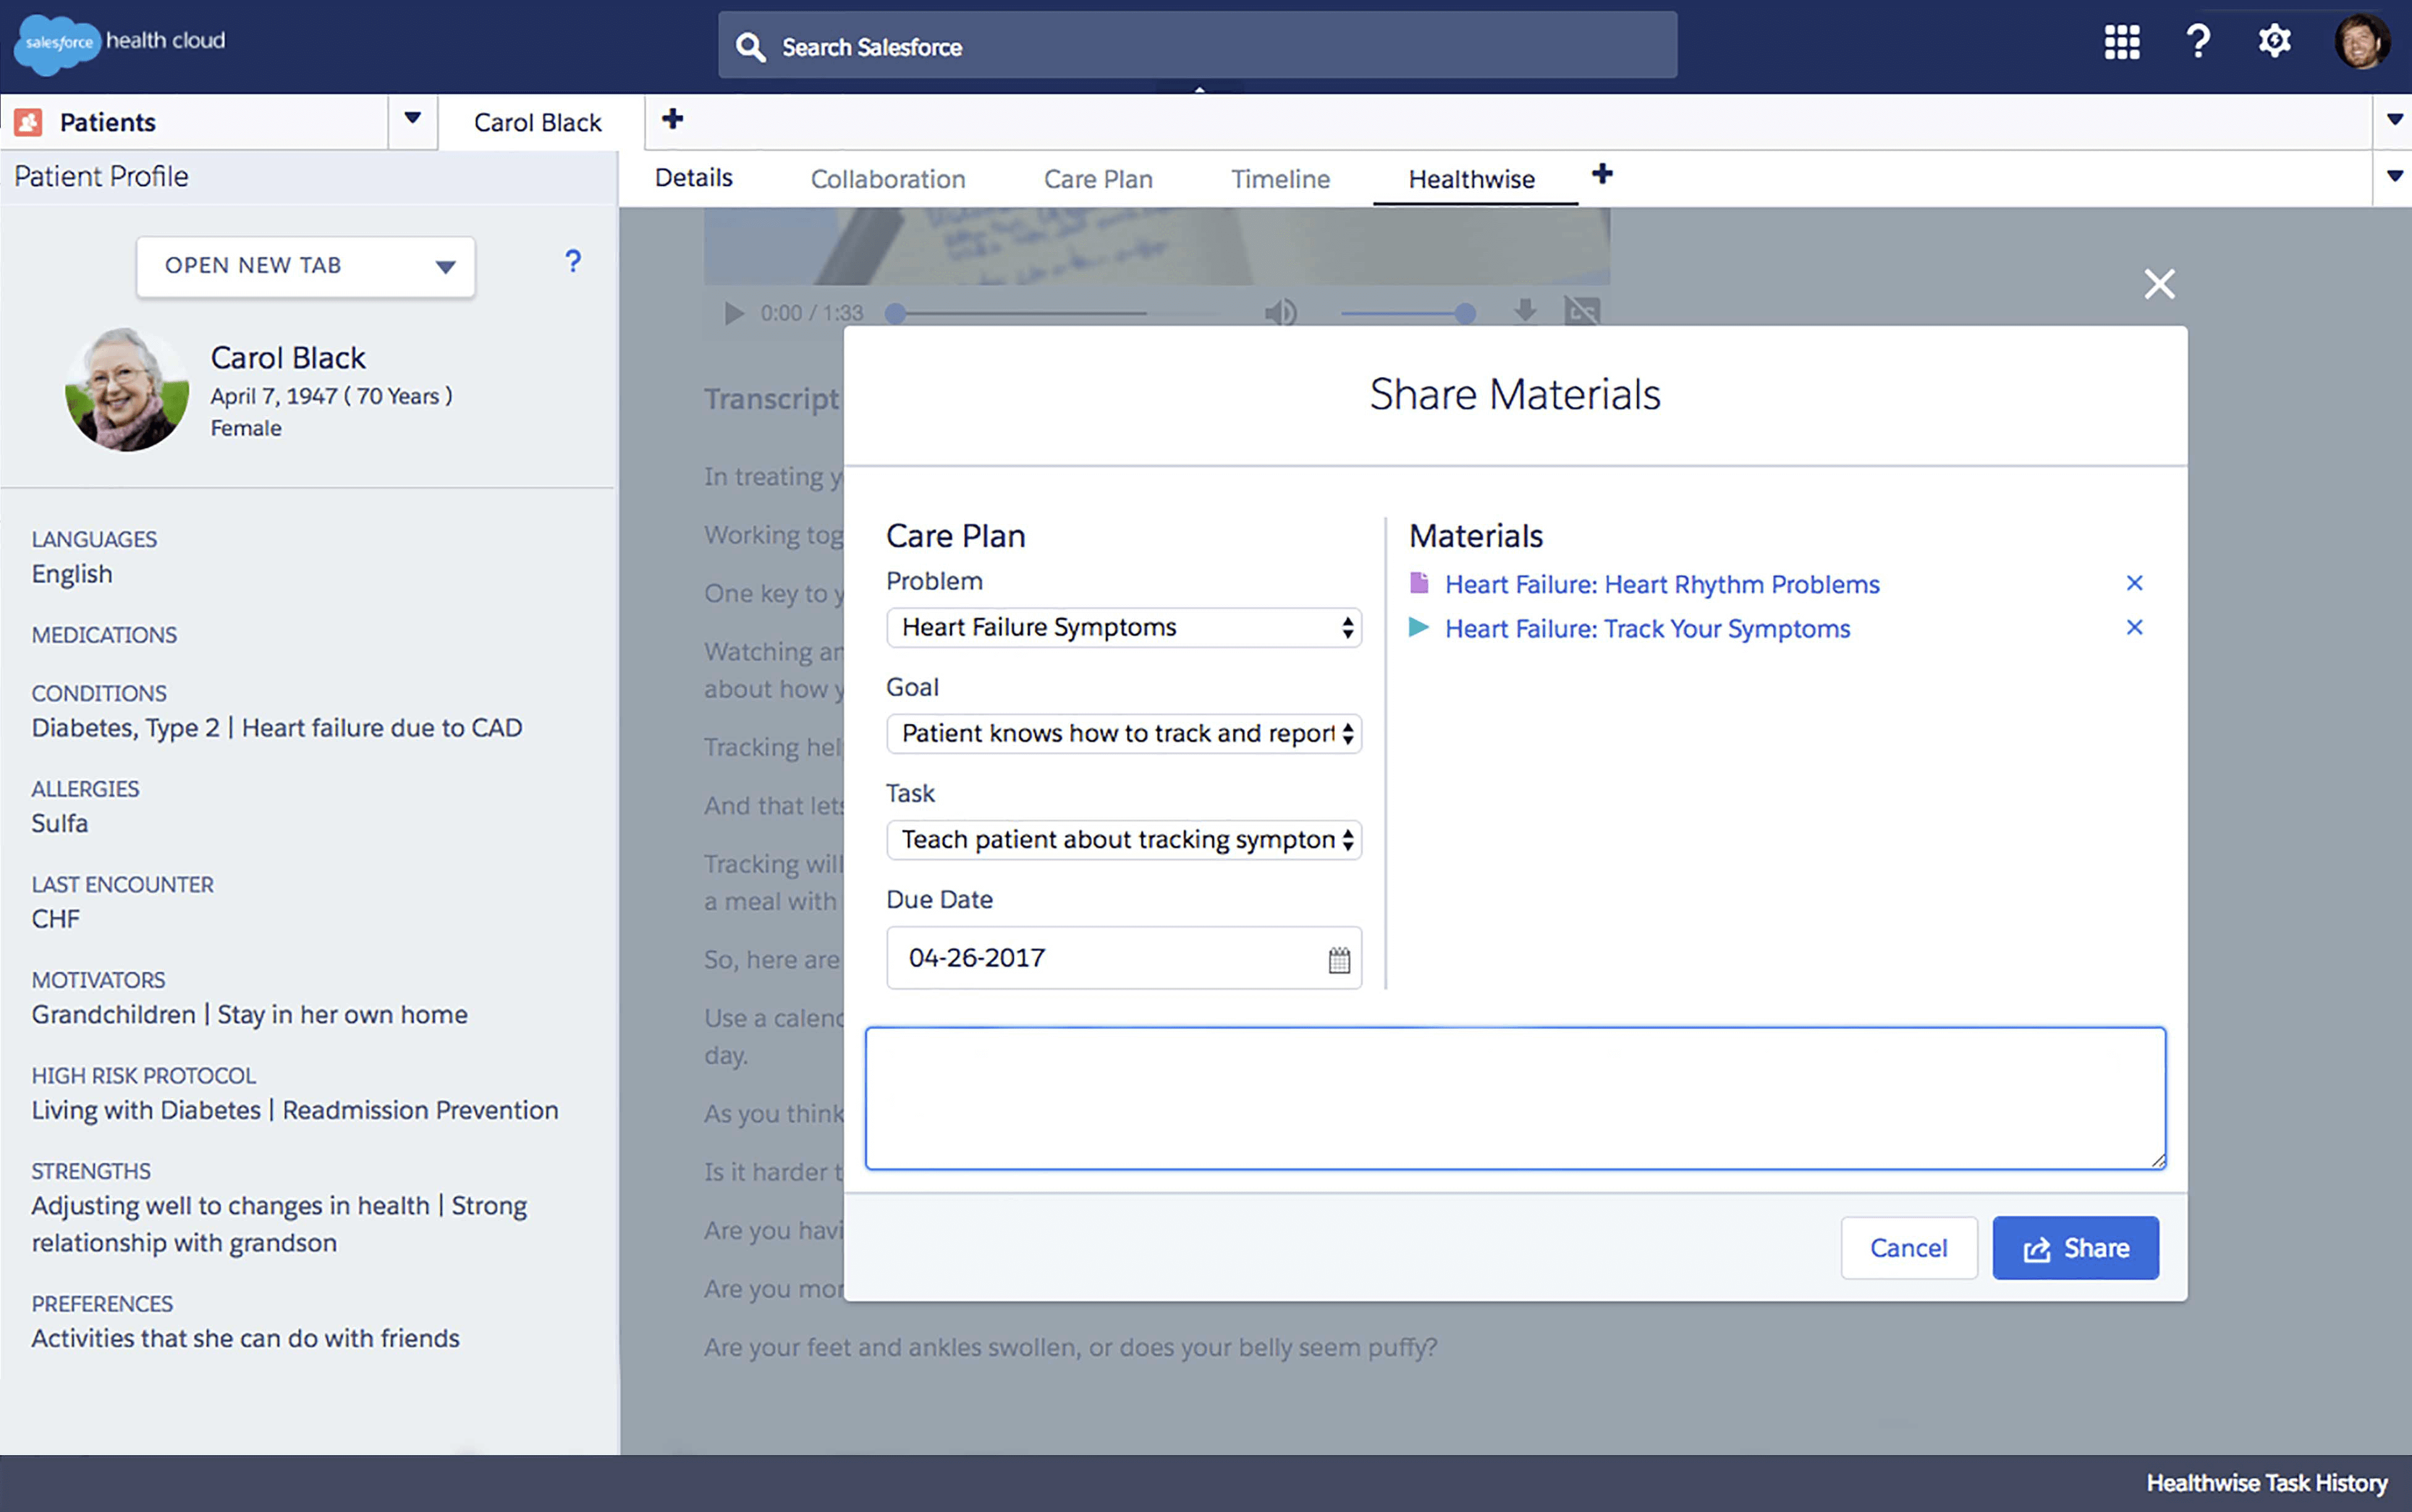 salesforce health cloud
Search Salesforce
?
Patients
Carol Black
Patient Profile
Details
Collaboration
Care Plan
Timeline
Healthwise
OPEN NEW TAB
?
Carol Black
April 7, 1947 ( 70 Years )
Female
LANGUAGES
English
MEDICATIONS
CONDITIONS
Diabetes, Type 2 | Heart failure due to CAD
ALLERGIES
Sulfa
LAST ENCOUNTER
CHF
MOTIVATORS
Grandchildren | Stay in her own home
HIGH RISK PROTOCOL
Living with Diabetes | Readmission Prevention
STRENGTHS
Adjusting well to changes in health | Strong
relationship with grandson
PREFERENCES
Activities that she can do with friends
0:00 / 1:33
Transcript
In treating y
Working tog
One key to y
Watching an
about how y
Tracking hel
And that lets
Tracking will
a meal with
So, here are
Use a calend
day.
As you think
Is it harder t
Are you havi
Are you mor
Are your feet and ankles swollen, or does your belly seem puffy?
Share Materials
Care Plan
Problem
Heart Failure Symptoms
Goal
Patient knows how to track and report
Task
Teach patient about tracking sympton
Due Date
04-26-2017
Materials
Heart Failure: Heart Rhythm Problems
Heart Failure: Track Your Symptoms
Cancel
Share
Healthwise Task History